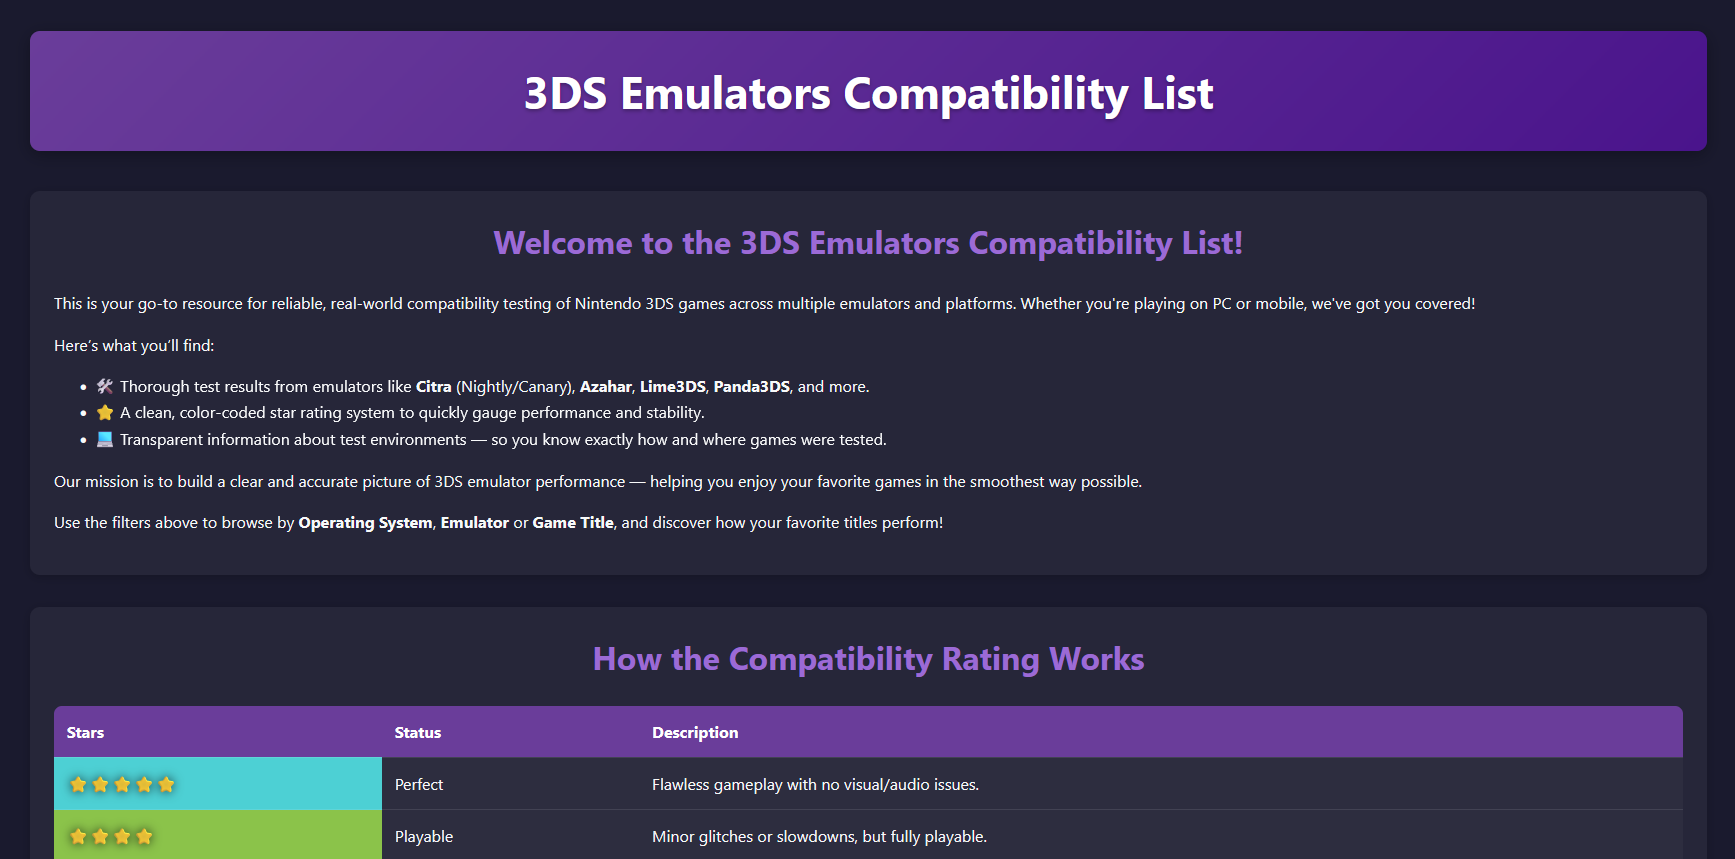 3DS Emulators Compatibility List
Welcome to the 3DS Emulators Compatibility List!
This is your go-to resource for reliable, real-world compatibility testing of Nintendo 3DS games across multiple emulators and platforms. Whether you're playing on PC or mobile, we've got you covered!
Here’s what you’ll find:
• 🛠️ Thorough test results from emulators like Citra (Nightly/Canary), Azahar, Lime3DS, Panda3DS, and more.
• ⭐ A clean, color-coded star rating system to quickly gauge performance and stability.
• 💻 Transparent information about test environments — so you know exactly how and where games were tested.
Our mission is to build a clear and accurate picture of 3DS emulator performance — helping you enjoy your favorite games in the smoothest way possible.
Use the filters above to browse by Operating System, Emulator or Game Title, and discover how your favorite titles perform!
How the Compatibility Rating Works
Stars Status Description
⭐⭐⭐⭐⭐ Perfect Flawless gameplay with no visual/audio issues.
⭐⭐⭐⭐ Playable Minor glitches or slowdowns, but fully playable.